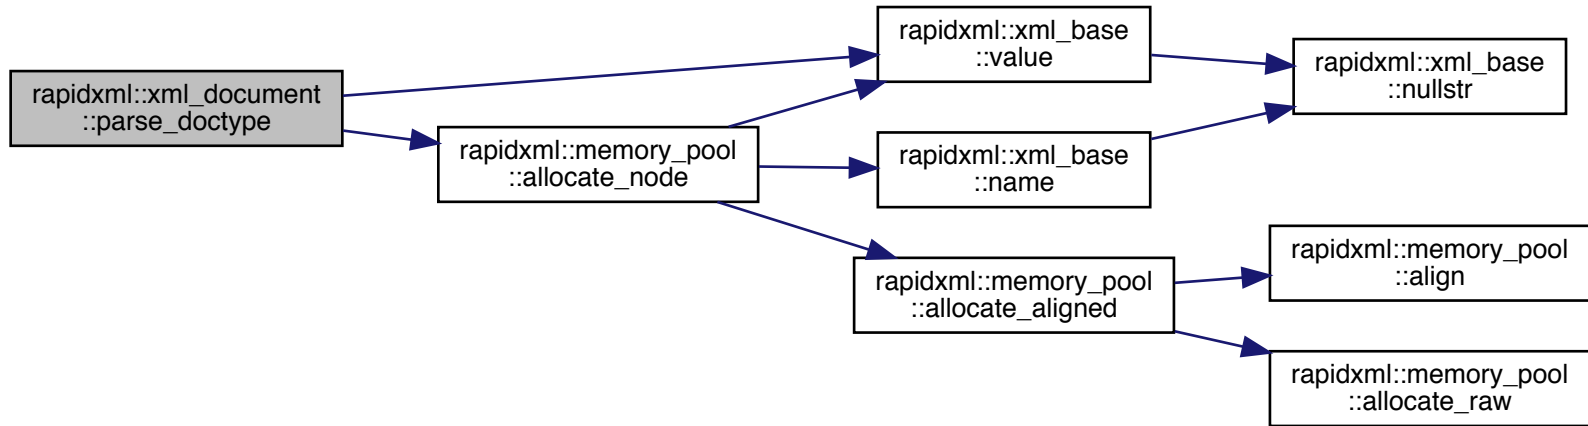 rapidxml::xml_document
::parse_doctype
rapidxml::memory_pool
::allocate_node
rapidxml::xml_base
::value
rapidxml::xml_base
::name
rapidxml::memory_pool
::allocate_aligned
rapidxml::xml_base
::nullstr
rapidxml::memory_pool
::align
rapidxml::memory_pool
::allocate_raw